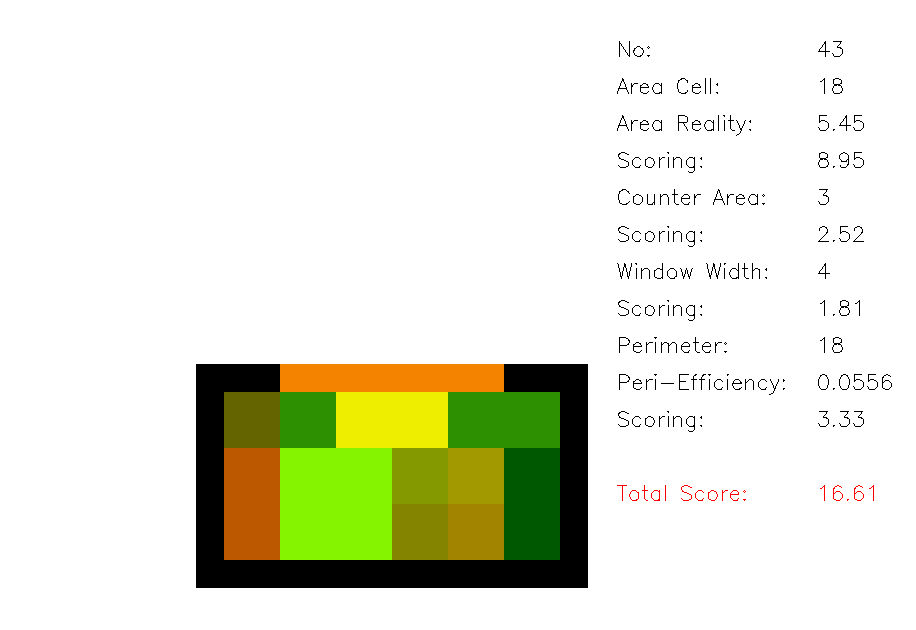 No: 43
Area Cell: 18
Area Reality: 5.45
Scoring: 8.95
Counter Area: 3
Scoring: 2.52
Window Width: 4
Scoring: 1.81
Perimeter: 18
Peri-Efficiency: 0.0556
Scoring: 3.33
Total Score: 16.61